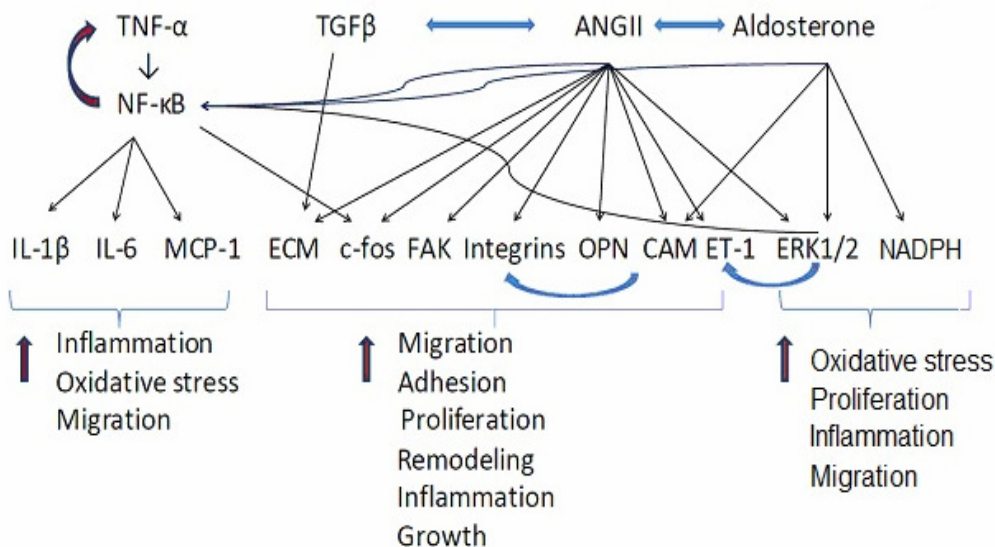 TNF-α TGFβ ANGII Aldosterone
NF-κB
IL-1β IL-6 MCP-1 ECM c-fos FAK Integrins OPN CAM ET-1 ERK1/2 NADPH
Inflammation
Oxidative stress
Migration
Migration
Adhesion
Proliferation
Remodeling
Inflammation
Growth
Oxidative stress
Proliferation
Inflammation
Migration